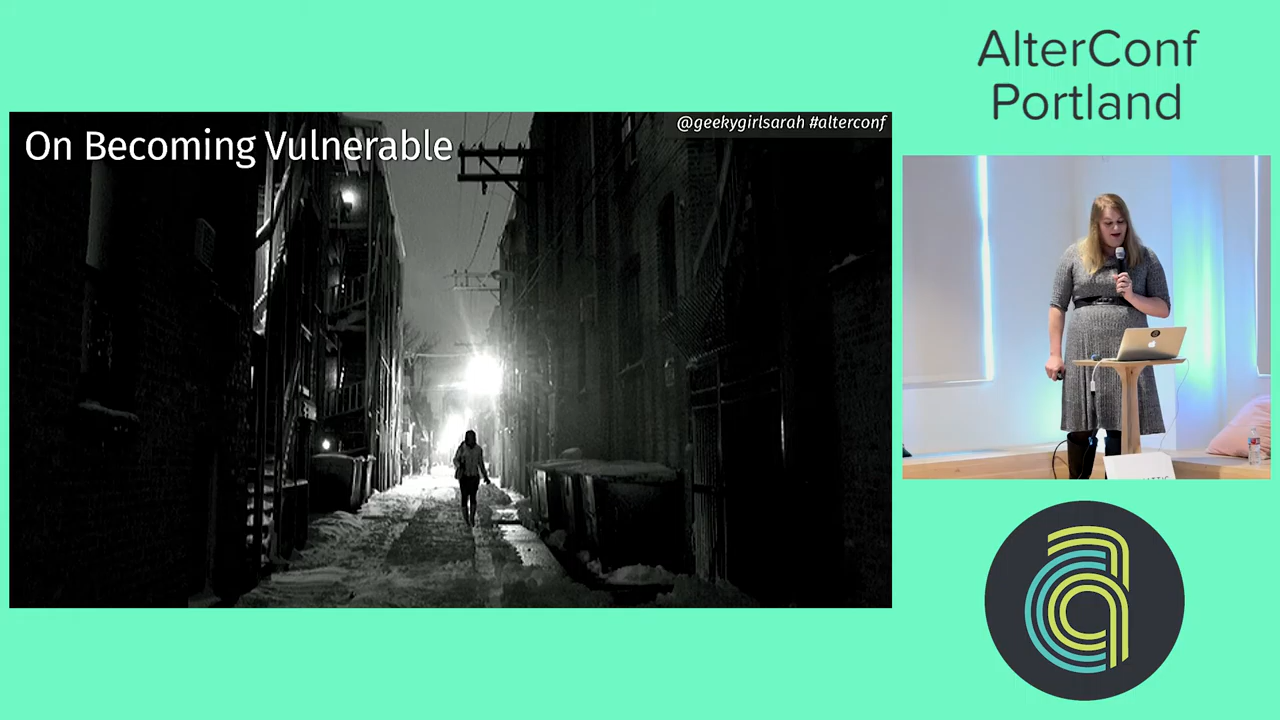 On Becoming Vulnerable
@geekygirlsarah #alterconf
AlterConf
Portland